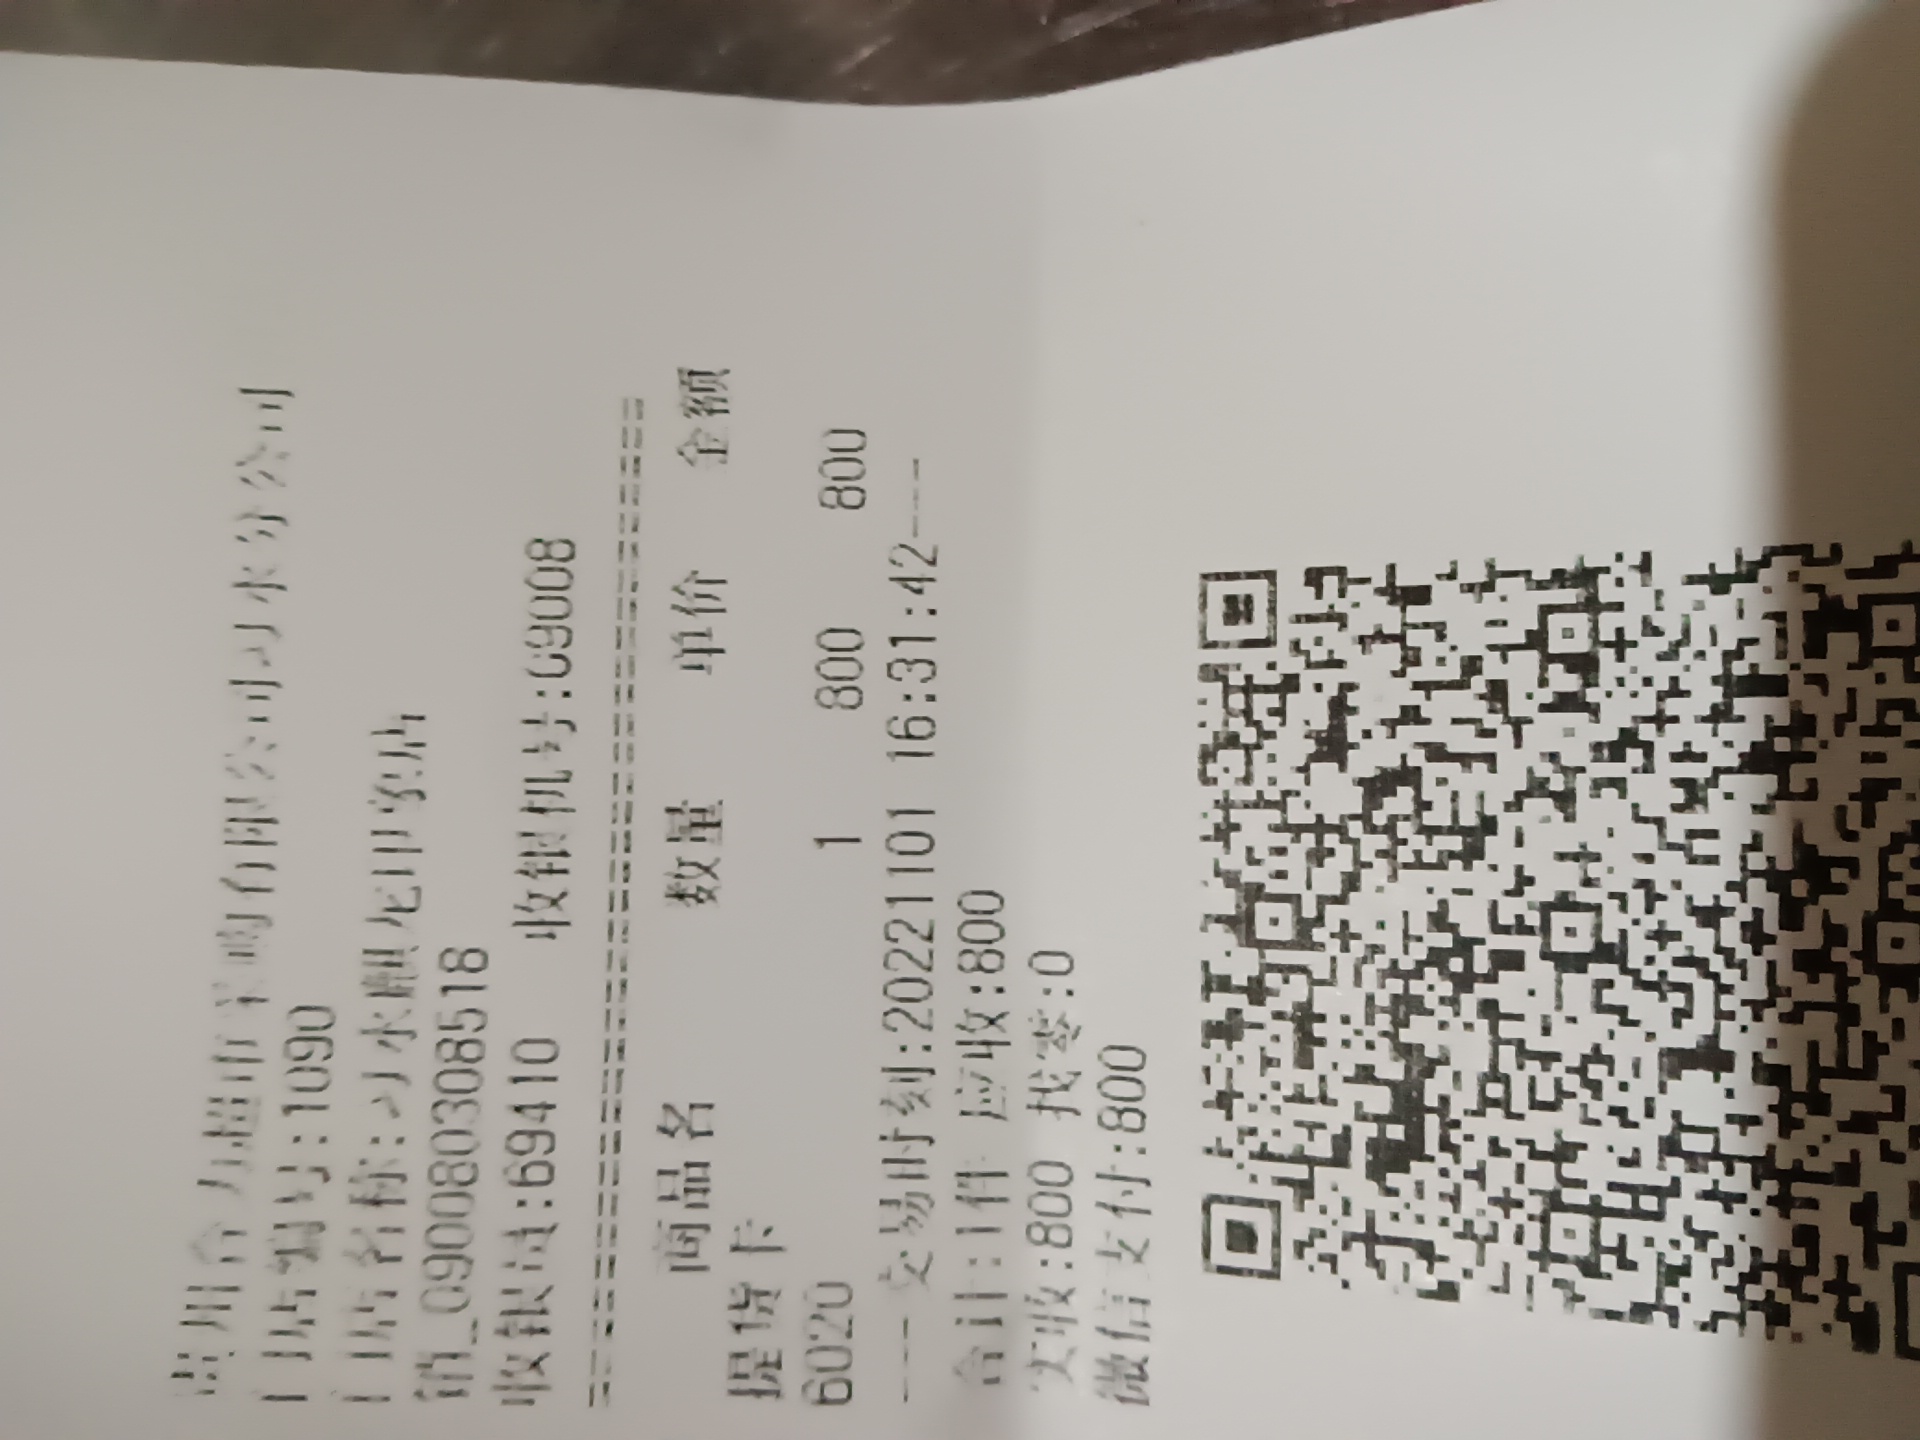 贵州合力超市采购有限公司习水分公司
门店编号:1090
门店名称:习水麒龙中央店
销_090080308518
收银员:69410 收银机号:C9008
================================
商品名 数量 单价 金额
提货卡
6020 1 800 800
---交易时刻:20221101 16:31:42---
合计:1件 应收:800
实收:800 找零:0
微信支付:800